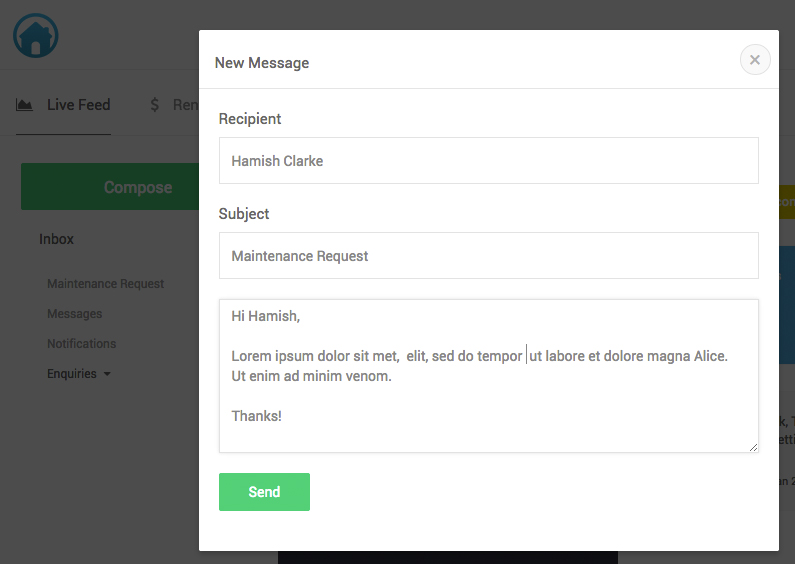 New Message
Live Feed
$ Ren
Recipient
Hamish Clarke
Compose
Subject
Inbox
Maintenance Request
Maintenance Request
Messages
Notifications
Enquiries
Hi Hamish,
Lorem ipsum dolor sit met,  elit, sed do tempor ut labore et dolore magna Alice.
Ut enim ad minim venom.
Thanks!
Send